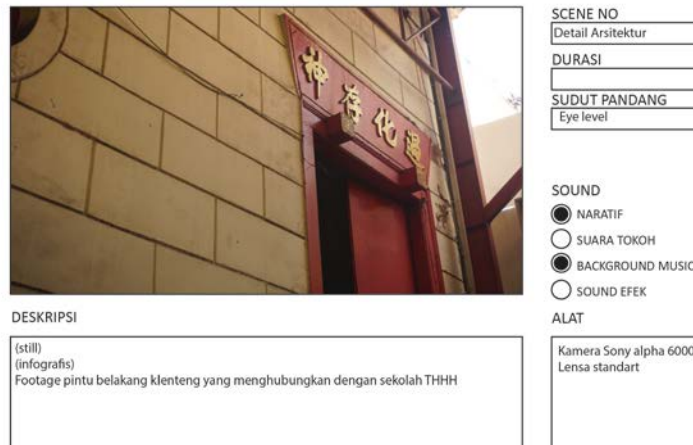 神存化過
SCENE NO
Detail Arsitektur
DURASI
SUDUT PANDANG
Eye level
SOUND
NARATIF
SUARA TOKOH
BACKGROUND MUSIC
SOUND EFEK
DESKRIPSI
(still)
(infografis)
Footage pintu belakang klenteng yang menghubungkan dengan sekolah THHH
ALAT
Kamera Sony alpha 6000
Lensa standart